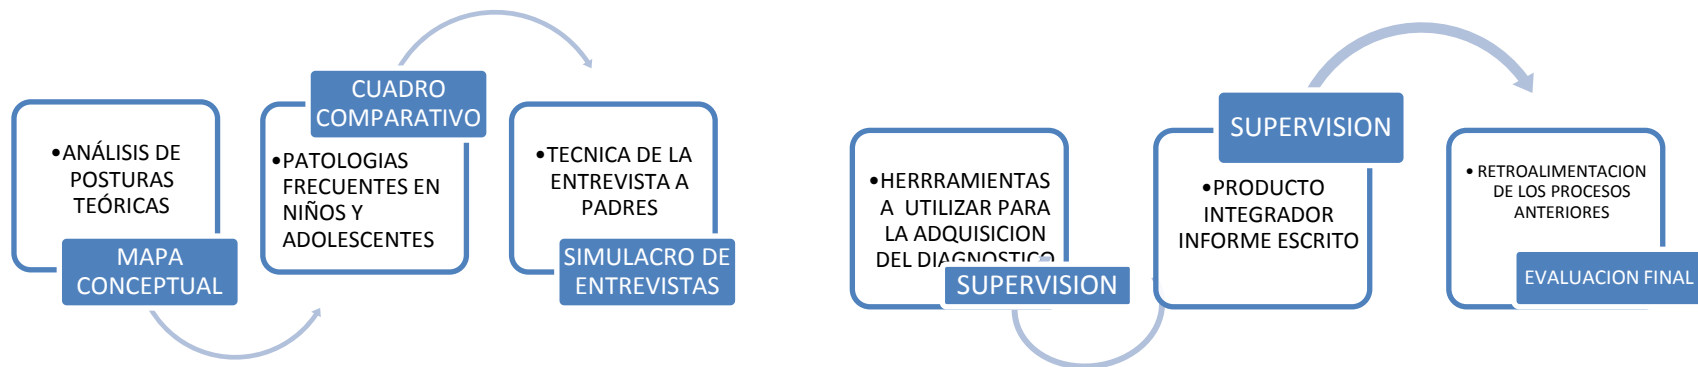 •ANÁLISIS DE
POSTURAS
TEÓRICAS
MAPA
CONCEPTUAL
CUADRO
COMPARATIVO
•PATOLOGIAS
FRECUENTES EN
NIÑOS Y
ADOLESCENTES
•TECNICA DE LA
ENTREVISTA A
PADRES
SIMULACRO DE
ENTREVISTAS
•HERRRAMIENTAS
A UTILIZAR PARA
LA ADQUISICION
DEL DIAGNOSTICO
SUPERVISION
SUPERVISION
•PRODUCTO
INTEGRADOR
INFORME ESCRITO
• RETROALIMENTACION
DE LOS PROCESOS
ANTERIORES
EVALUACION FINAL